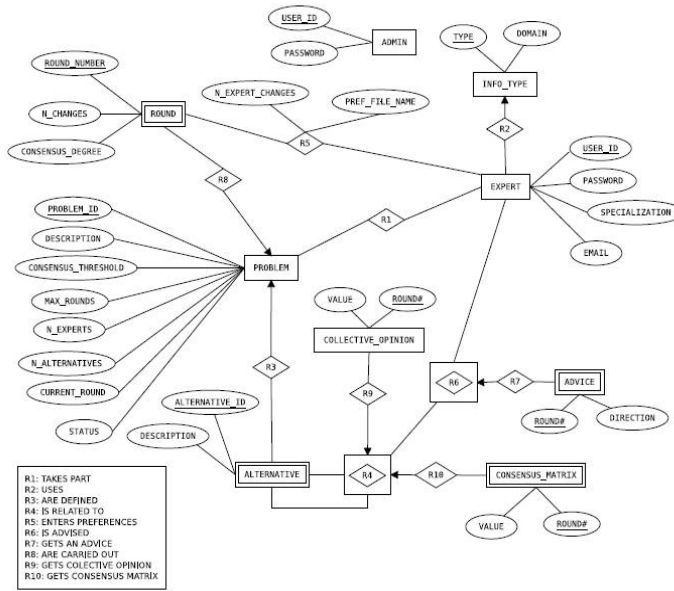 USER_ID
PASSWORD
ADMIN
TYPE
DOMAIN
INFO_TYPE
ROUND_NUMBER
N_CHANGES
CONSENSUS_DEGREE
ROUND
N_EXPERT_CHANGES
PREF_FILE_NAME
R5
R2
R8
EXPERT
USER_ID
PASSWORD
SPECIALIZATION
EMAIL
R1
PROBLEM_ID
DESCRIPTION
CONSENSUS_THRESHOLD
MAX_ROUNDS
N_EXPERTS
N_ALTERNATIVES
CURRENT_ROUND
STATUS
PROBLEM
VALUE
ROUND#
COLLECTIVE_OPINION
R3
R9
R6
R7
ADVICE
ROUND#
DIRECTION
ALTERNATIVE_ID
DESCRIPTION
ALTERNATIVE
R4
R10
CONSENSUS_MATRIX
VALUE
ROUND#
R1: TAKES PART
R2: USES
R3: ARE DEFINED
R4: IS RELATED TO
R5: ENTERS PREFERENCES
R6: IS ADVISED
R7: GETS AN ADVICE
R8: ARE CARRIED OUT
R9: GETS COLECTIVE OPINION
R10: GETS CONSENSUS MATRIX